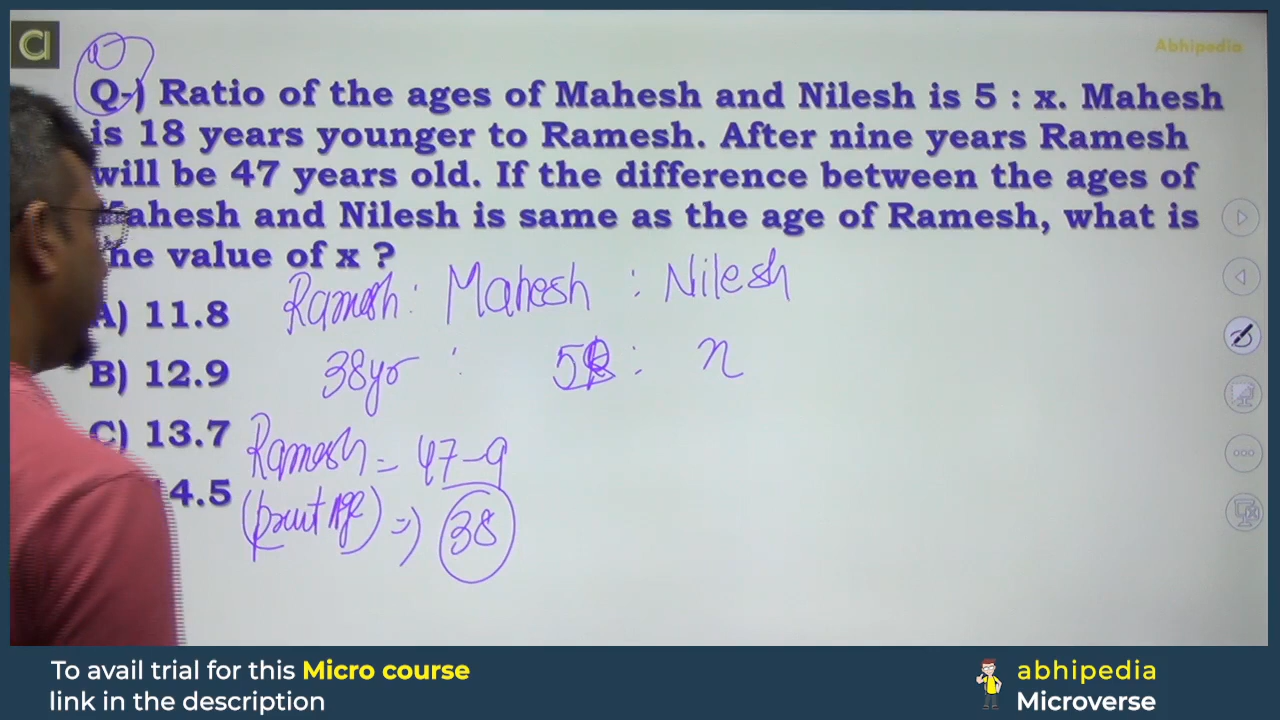 Abhipedia
Q-) Ratio of the ages of Mahesh and Nilesh is 5 : x. Mahesh
is 18 years younger to Ramesh. After nine years Ramesh
will be 47 years old. If the difference between the ages of
Mahesh and Nilesh is same as the age of Ramesh, what is
the value of x ?
Ramesh : Mahesh : Nilesh
A) 11.8
38yr : 5 : x
B) 12.9
C) 13.7
Ramesh = 47-9
4.5
Age) =) 38
To avail trial for this Micro course
link in the description
abhipedia
Microverse